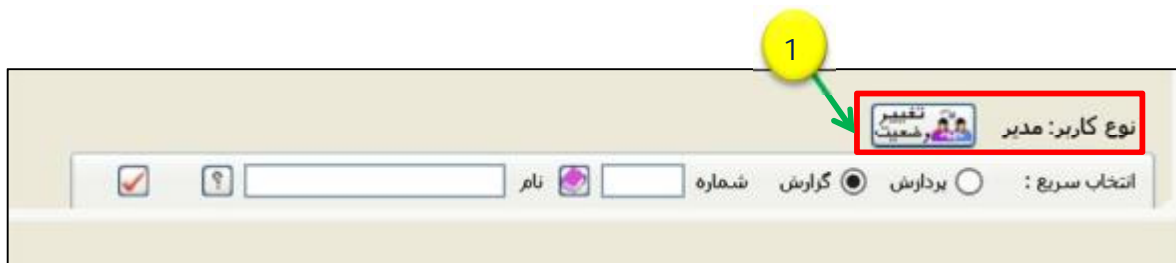 1
نوع کاربر: مدیر تغییر وضعیت
انتخاب سریع : پردازش گزارش شماره نام ?